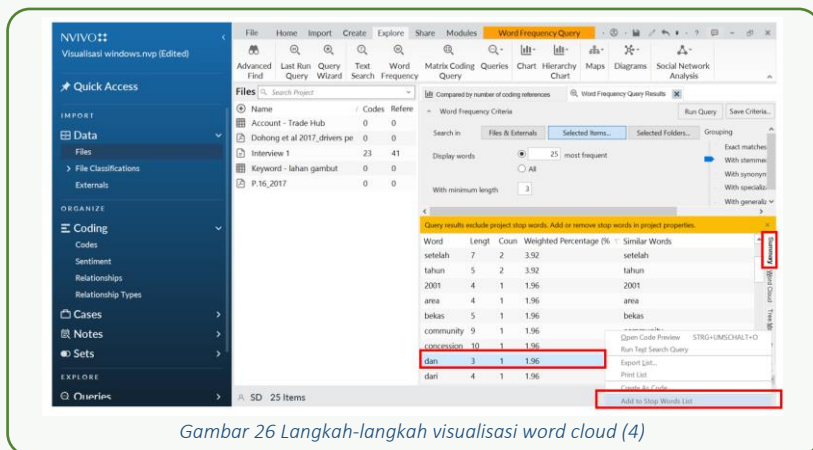 NVIVO
Visualisasi windows.nvp (Edited)
Quick Access
IMPORT
Data
Files
File Classifications
Externals
ORGANIZE
Coding
Codes
Sentiment
Relationships
Relationship Types
Cases
Notes
Sets
EXPLORE
Queries
File Home Import Create Explore Share Modules Word Frequency Query
Advanced Find Last Run Query Query Wizard Text Search Word Frequency Matrix Coding Query Queries Chart Hierarchy Chart Maps Diagrams Social Network Analysis
Files Search Project
Name Codes Refere
Account - Trade Hub 0 0
Dohong et al 2017_drivers pe 0 0
Interview 1 23 41
Keyword - lahan gambut 0 0
P.16_2017 0 0
Compared by number of coding references Word Frequency Query Results
Word Frequency Criteria Run Query Save Criteria...
Search in Files & Externals Selected Items... Selected Folders... Grouping
Display words 25 most frequent
All
With minimum length 3
Exact matches
With stemme
With synonyn
With specializ
With generaliz
Query results exclude project stop words. Add or remove stop words in project properties.
Word Lengt Coun Weighted Percentage (% Similar Words
setelah 7 2 3.92 setelah
tahun 5 2 3.92 tahun
2001 4 1 1.96 2001
area 4 1 1.96 area
bekas 5 1 1.96 bekas
community 9 1 1.96
concession 10 1 1.96
dan 3 1 1.96
dari 4 1 1.96
Summary
Word Cloud
Tree
Open Code Preview STRG+UMSCHALT+O
Run Text Search Query
Export List...
Print List
Create As Code
Add to Stop Words List
SD 25 Items
Gambar 26 Langkah-langkah visualisasi word cloud (4)